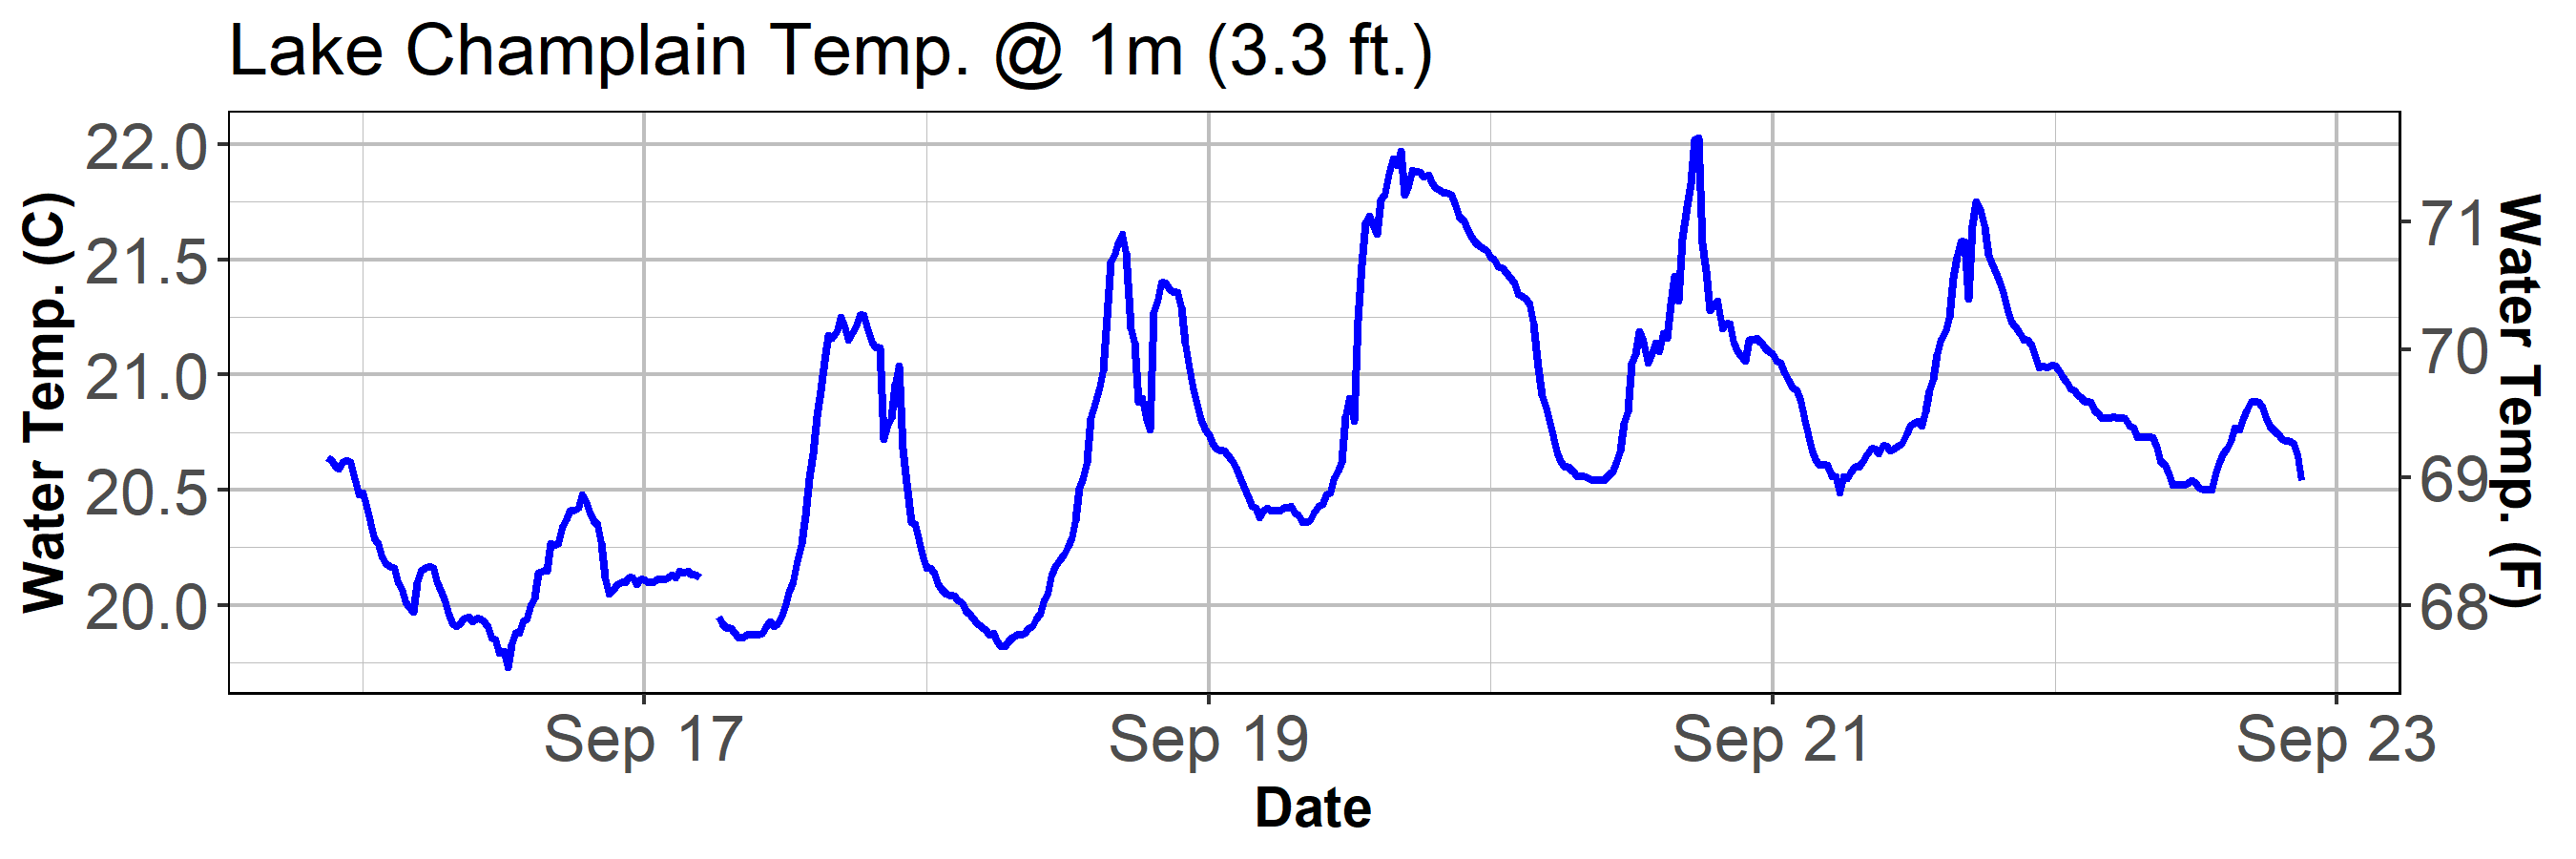 Lake Champlain Temp. @ 1m (3.3 ft.)
Water Temp. (C)
22.0
21.5
21.0
20.5
20.0
71
70
69
68
Water Temp. (F)
Sep 17
Sep 19
Sep 21
Sep 23
Date